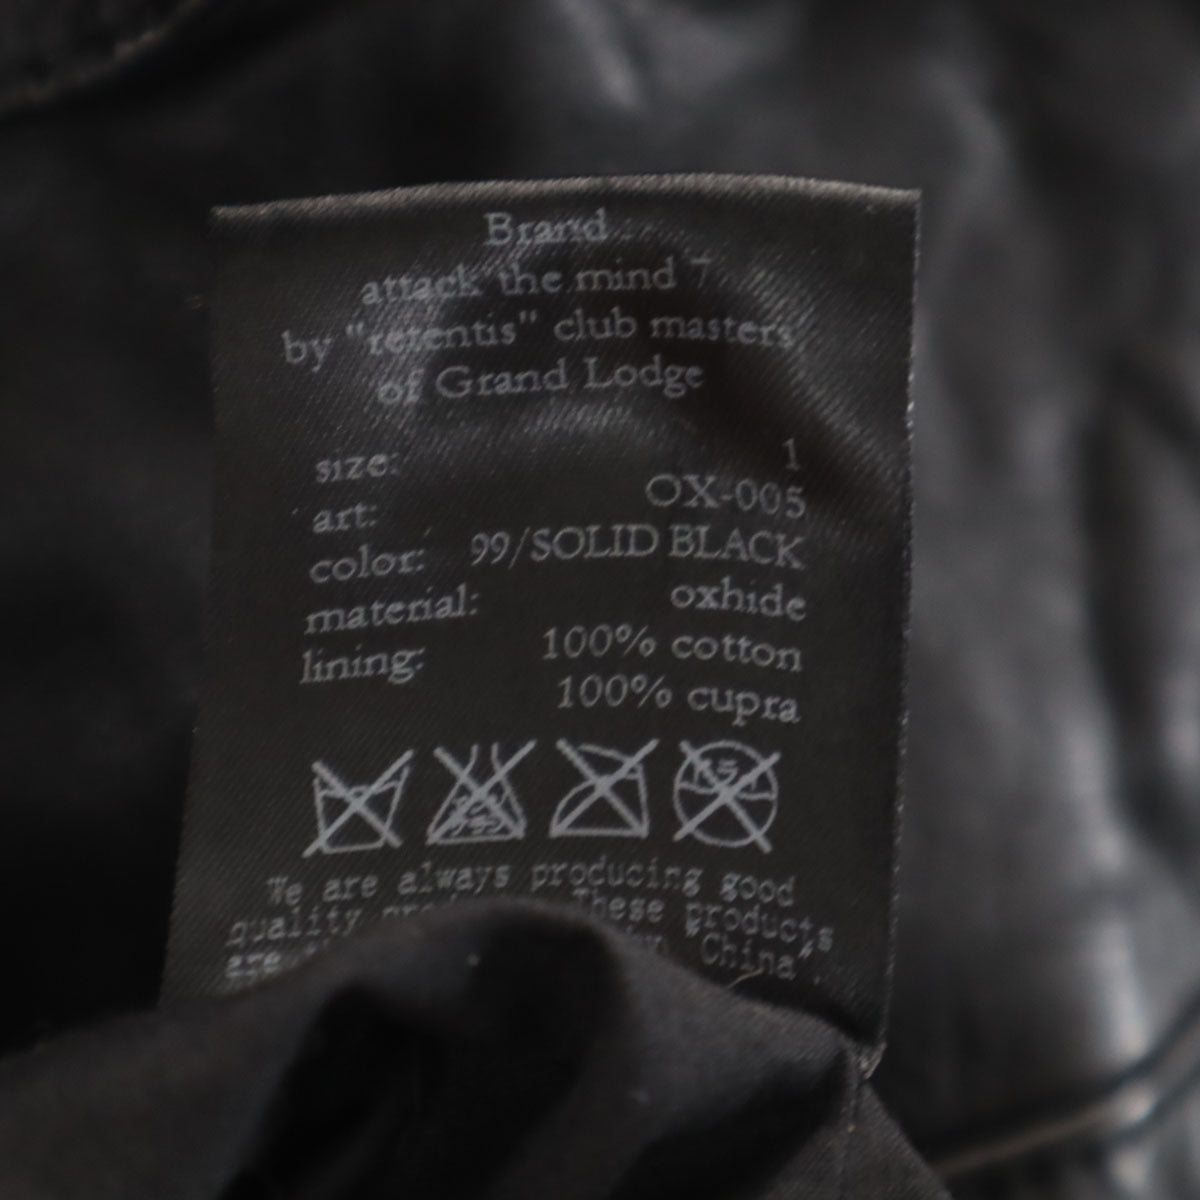 Brand
attack the mind 7
by "retentis" club masters
of Grand Lodge
size: 1
art: OX-005
color: 99/SOLID BLACK
material: oxhide
lining: 100% cotton
100% cupra
We are always producing good
quality These products
are China".